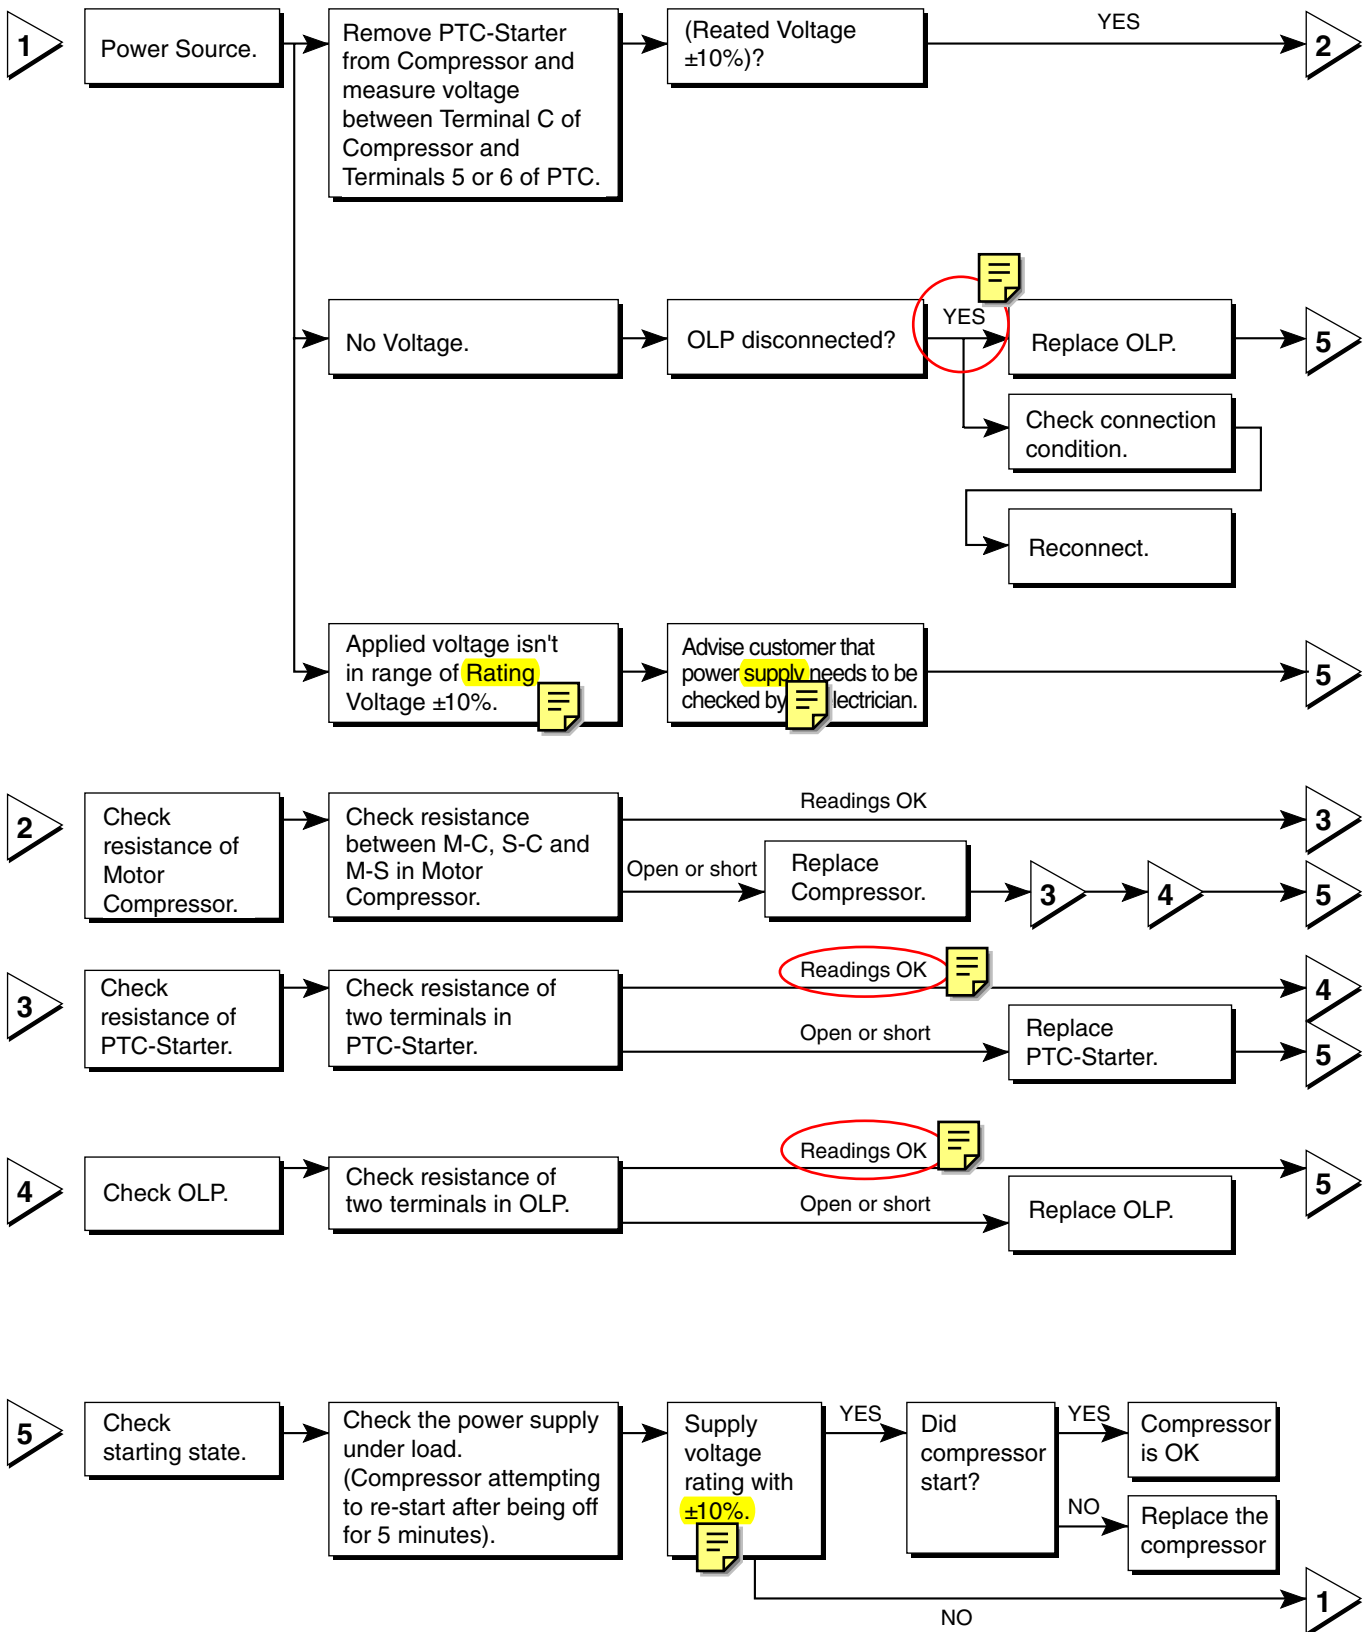 1
Power Source.
Remove PTC-Starter
from Compressor and
measure voltage
between Terminal C of
Compressor and
Terminals 5 or 6 of PTC.
(Reated Voltage
±10%)?
YES
2
No Voltage.
OLP disconnected?
YES
Replace OLP.
5
Check connection
condition.
Reconnect.
Applied voltage isn't
in range of Rating
Voltage ±10%.
Advise customer that
power supply needs to be
checked by lectrician.
5
2
Check
resistance of
Motor
Compressor.
Check resistance
between M-C, S-C and
M-S in Motor
Compressor.
Readings OK
3
Open or short
Replace
Compressor.
3
4
5
3
Check
resistance of
PTC-Starter.
Check resistance of
two terminals in
PTC-Starter.
Readings OK
4
Open or short
Replace
PTC-Starter.
5
4
Check OLP.
Check resistance of
two terminals in OLP.
Readings OK
5
Open or short
Replace OLP.
5
Check
starting state.
Check the power supply
under load.
(Compressor attempting
to re-start after being off
for 5 minutes).
Supply
voltage
rating with
±10%.
YES
Did
compressor
start?
YES
Compressor
is OK
NO
Replace the
compressor
NO
1